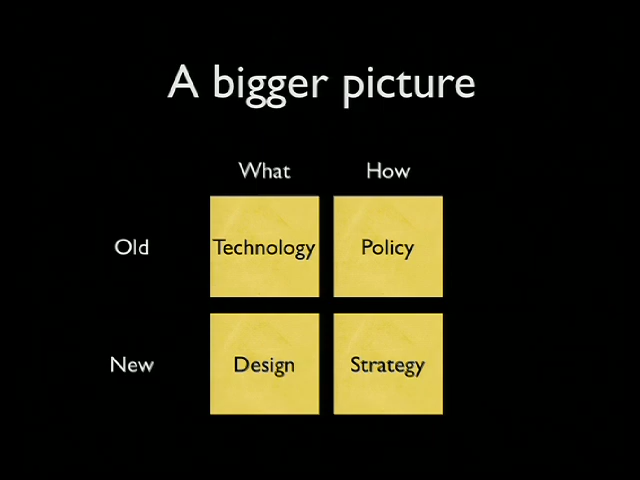 A bigger picture
What How
Old Technology Policy
New Design Strategy